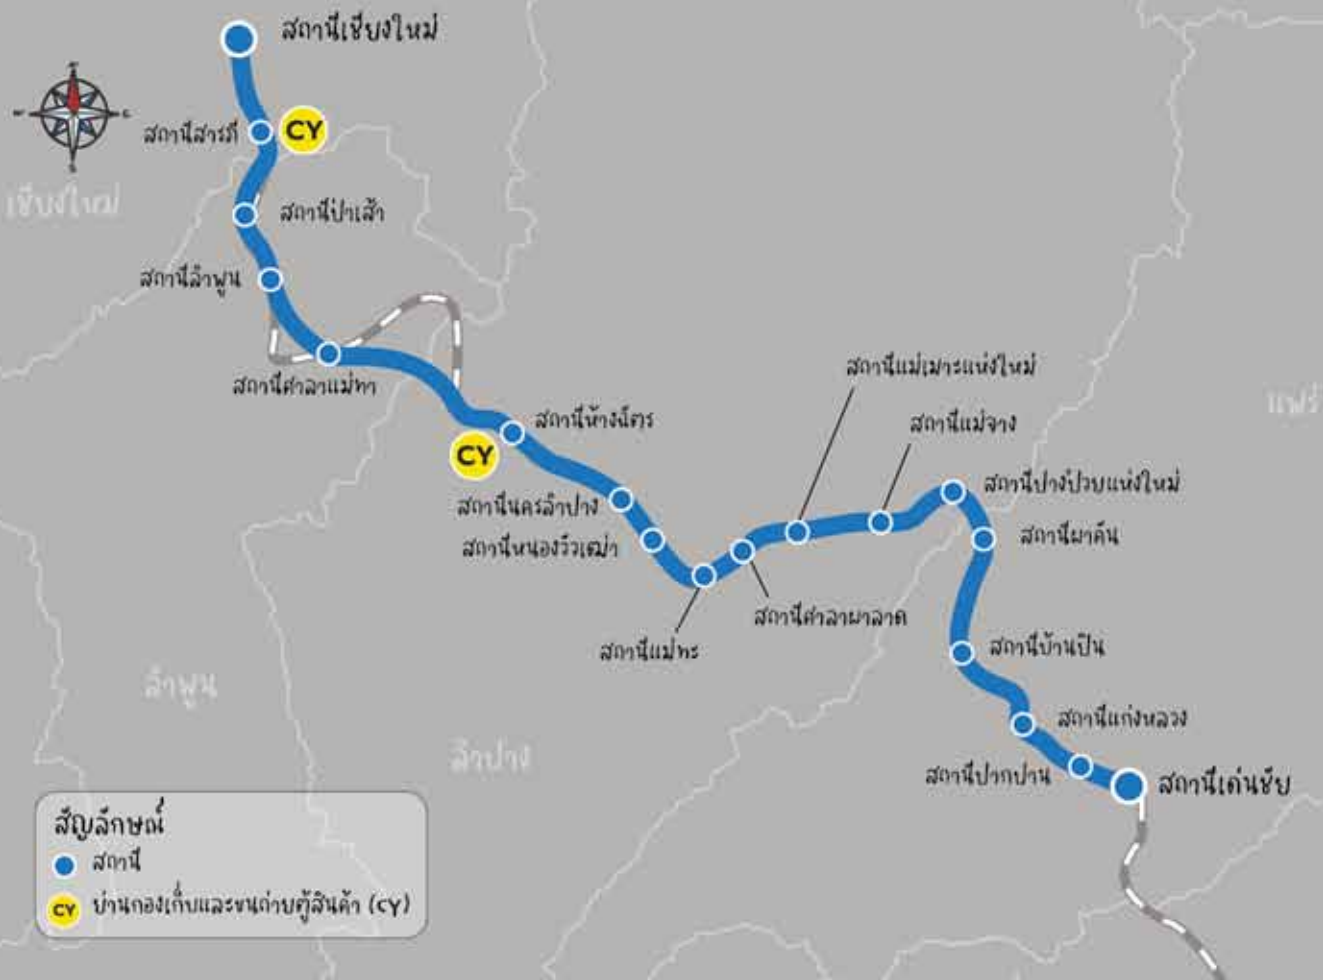 สถานีเชียงใหม่
N
W
E
S
สถานีสารภี
CY
เชียงใหม่
สถานีป่าเส้า
สถานีลำพูน
สถานีศาลาแม่ทา
สถานีแม่เมาะแห่งใหม่
แพร่
สถานีห้างฉัตร
สถานีแม่จาง
CY
สถานีปางป๋วยแห่งใหม่
สถานีนครลำปาง
สถานีผาคัน
สถานีหนองวัวเฒ่า
สถานีศาลาผาลาด
สถานีแม่ทะ
สถานีบ้านปิน
ลำพูน
สถานีแก่งหลวง
ลำปาง
สถานีปากปาน
สถานีเด่นชัย
สัญลักษณ์
สถานี
CY ย่านกองเก็บและขนถ่ายตู้สินค้า (CY)